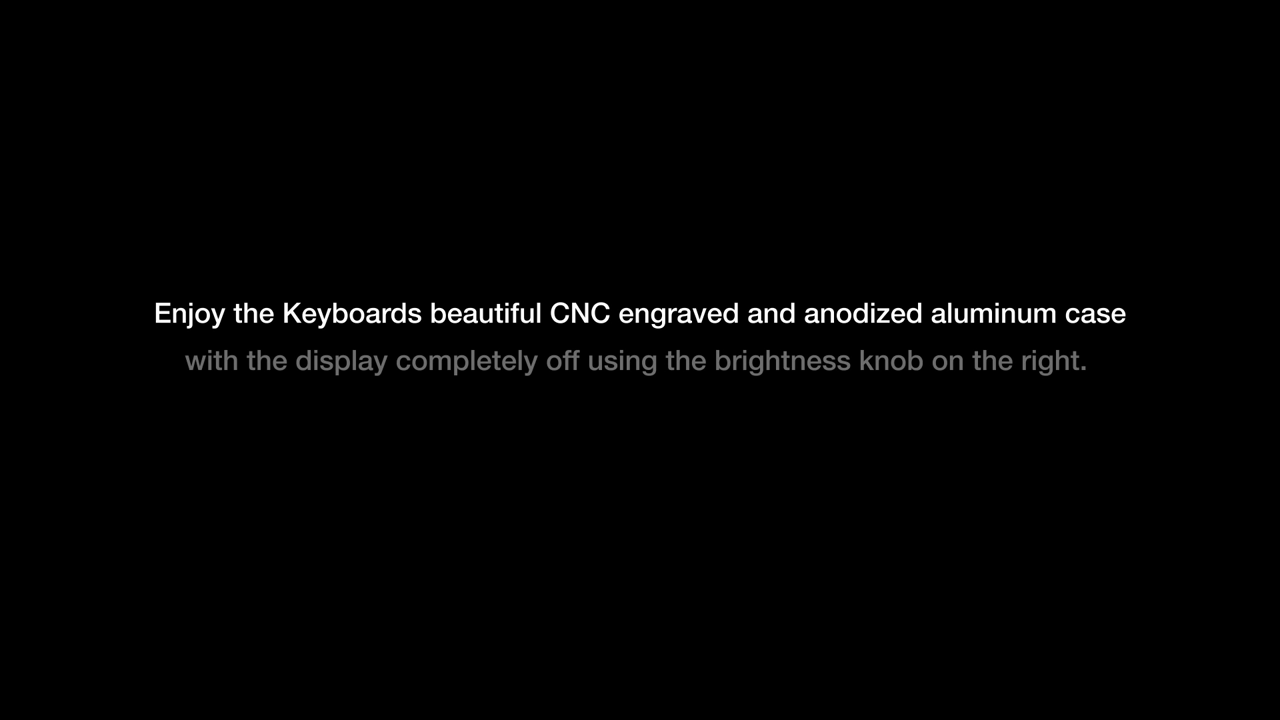 Enjoy the Keyboards beautiful CNC engraved and anodized aluminum case
with the display completely off using the brightness knob on the right.